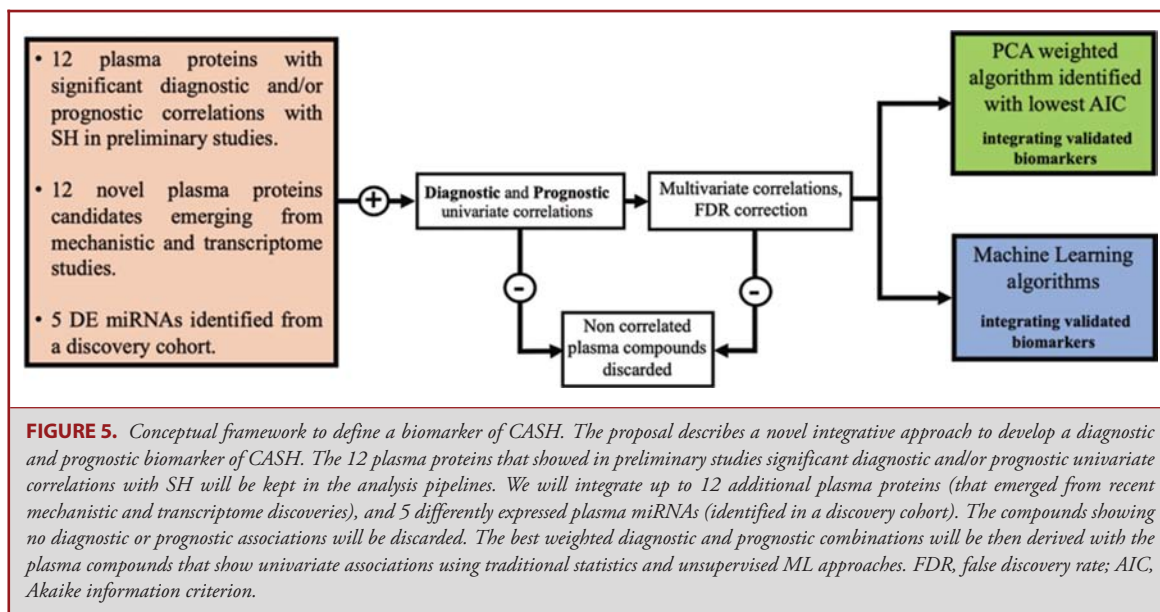 • 12 plasma proteins with
significant diagnostic and/or
prognostic correlations with
SH in preliminary studies.
• 12 novel plasma proteins
candidates emerging from
mechanistic and transcriptome
studies.
• 5 DE miRNAs identified from
a discovery cohort.
+
Diagnostic and Prognostic
univariate correlations
Multivariate correlations,
FDR correction
-
-
Non correlated
plasma compounds
discarded
PCA weighted
algorithm identified
with lowest AIC
integrating validated
biomarkers
Machine Learning
algorithms
integrating validated
biomarkers
FIGURE 5. Conceptual framework to define a biomarker of CASH. The proposal describes a novel integrative approach to develop a diagnostic
and prognostic biomarker of CASH. The 12 plasma proteins that showed in preliminary studies significant diagnostic and/or prognostic univariate
correlations with SH will be kept in the analysis pipelines. We will integrate up to 12 additional plasma proteins (that emerged from recent
mechanistic and transcriptome discoveries), and 5 differently expressed plasma miRNAs (identified in a discovery cohort). The compounds showing
no diagnostic or prognostic associations will be discarded. The best weighted diagnostic and prognostic combinations will be then derived with the
plasma compounds that show univariate associations using traditional statistics and unsupervised ML approaches. FDR, false discovery rate; AIC,
Akaike information criterion.